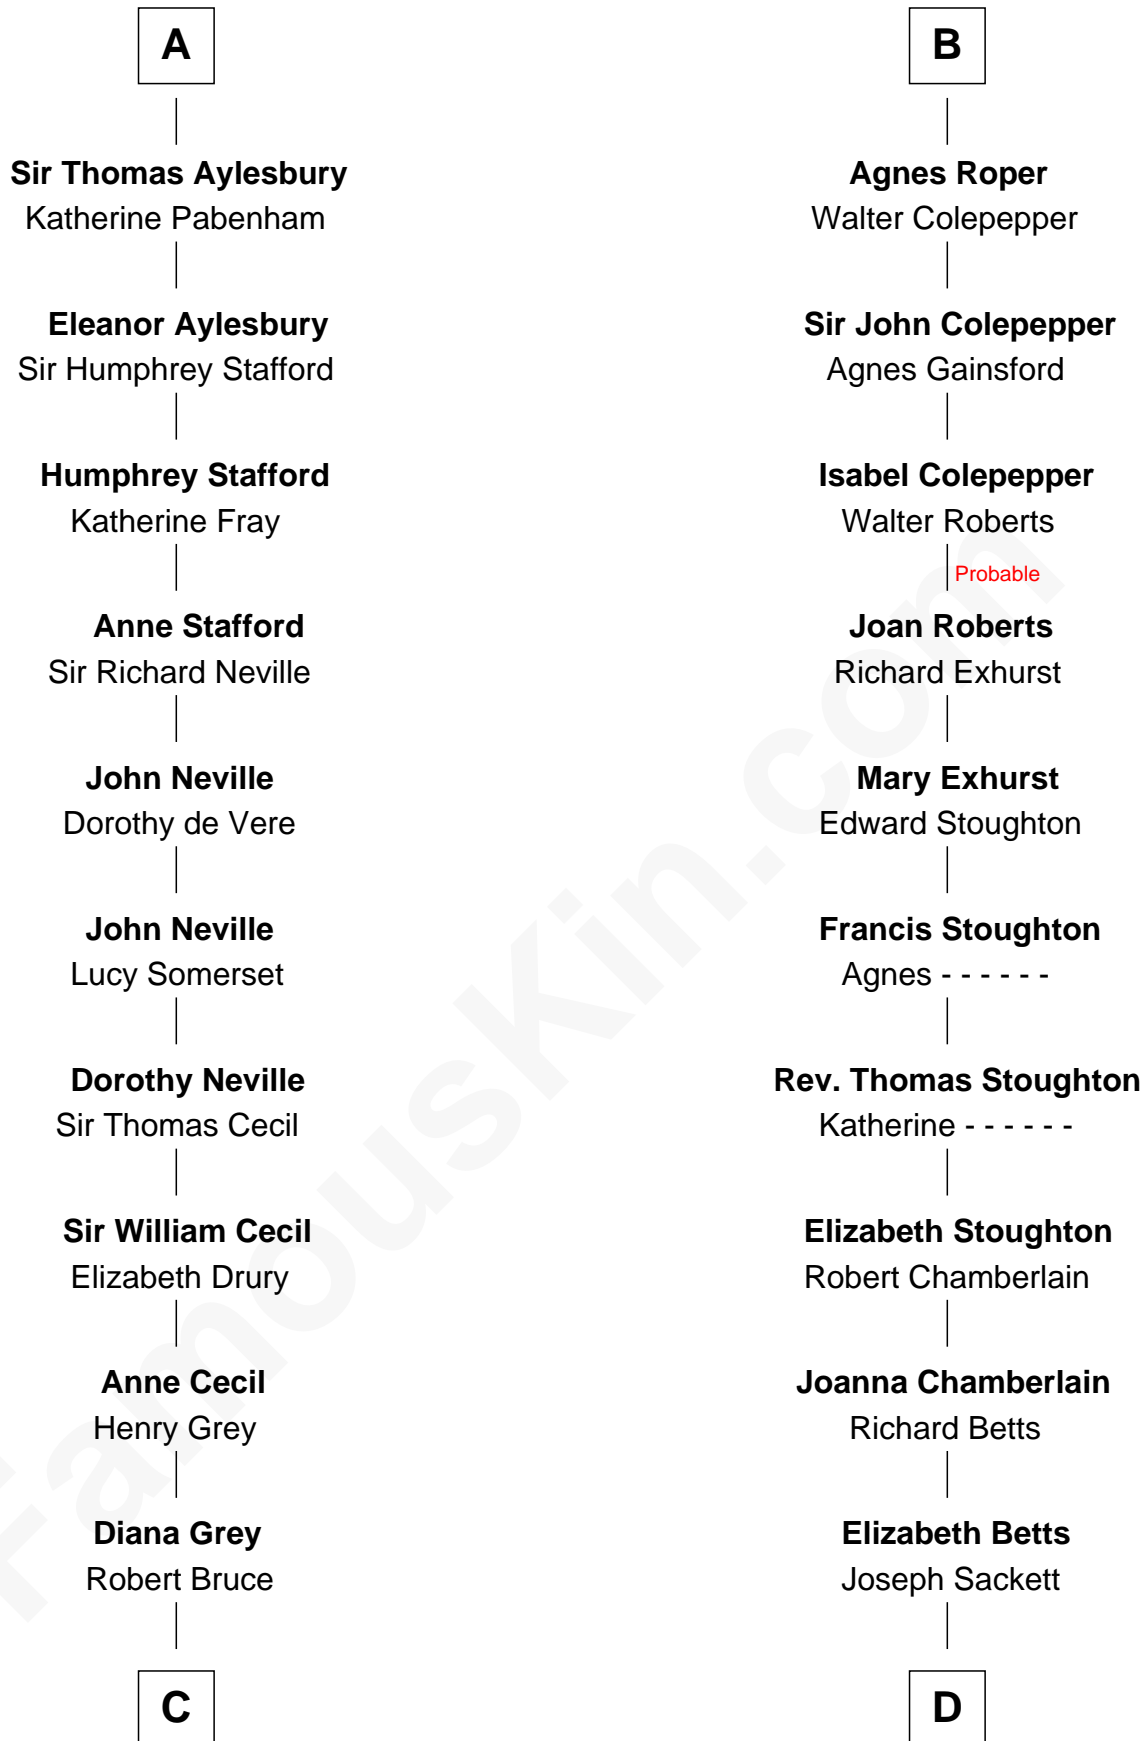 A
Sir Thomas Aylesbury
Katherine Pabenham
Eleanor Aylesbury
Sir Humphrey Stafford
Humphrey Stafford
Katherine Fray
Anne Stafford
Sir Richard Neville
John Neville
Dorothy de Vere
John Neville
Lucy Somerset
Dorothy Neville
Sir Thomas Cecil
Sir William Cecil
Elizabeth Drury
Anne Cecil
Henry Grey
Diana Grey
Robert Bruce
C
B
Agnes Roper
Walter Colepepper
Sir John Colepepper
Agnes Gainsford
Isabel Colepepper
Walter Roberts
Probable
Joan Roberts
Richard Exhurst
Mary Exhurst
Edward Stoughton
Francis Stoughton
Agnes - - - - - -
Rev. Thomas Stoughton
Katherine - - - - - -
Elizabeth Stoughton
Robert Chamberlain
Joanna Chamberlain
Richard Betts
Elizabeth Betts
Joseph Sackett
D
FamousKin.com